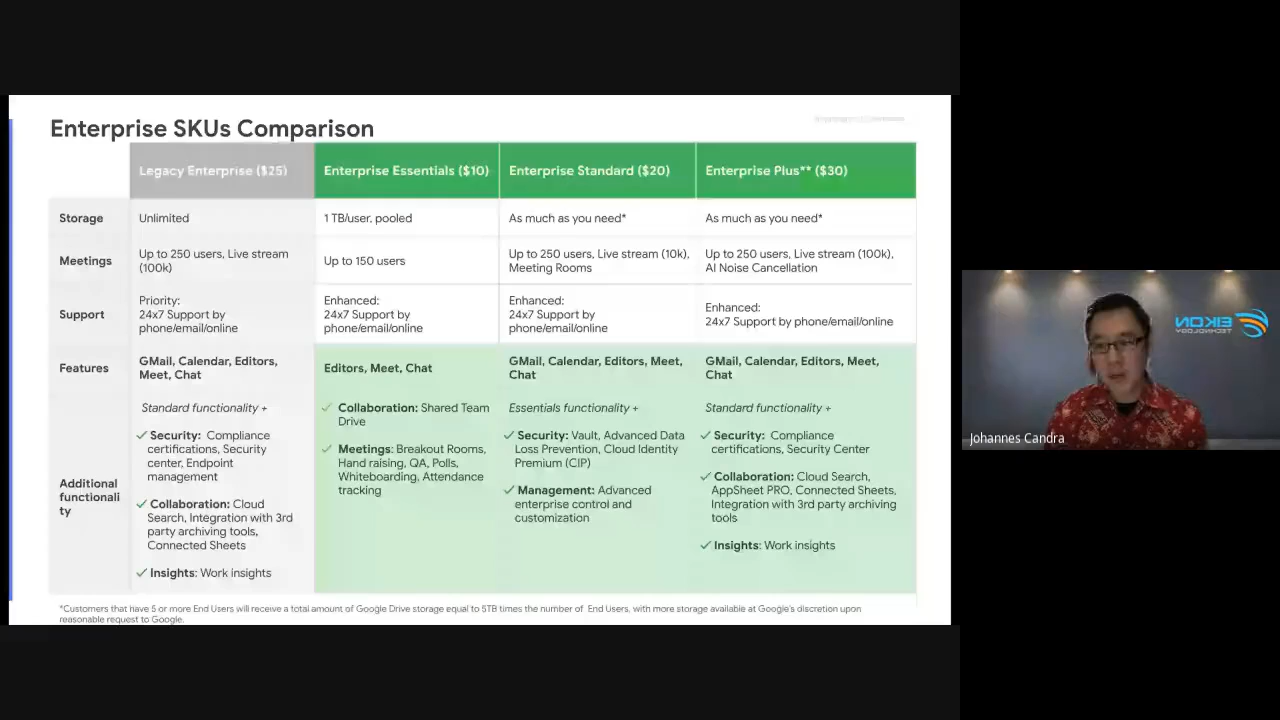 Enterprise SKUs Comparison
Legacy Enterprise ($25)
Enterprise Essentials ($10)
Enterprise Standard ($20)
Enterprise Plus** ($30)
Storage
Unlimited
1 TB/user, pooled
As much as you need*
As much as you need*
Meetings
Up to 250 users, Live stream
(100k)
Up to 150 users
Up to 250 users, Live stream (10k),
Meeting Rooms
Up to 250 users, Live stream (100k),
AI Noise Cancellation
Support
Priority:
24x7 Support by
phone/email/online
Enhanced:
24x7 Support by
phone/email/online
Enhanced:
24x7 Support by
phone/email/online
Enhanced:
24x7 Support by phone/email/online
Features
GMail, Calendar, Editors,
Meet, Chat
Editors, Meet, Chat
GMail, Calendar, Editors, Meet,
Chat
GMail, Calendar, Editors, Meet,
Chat
Additional
functionali
ty
Standard functionality +
✓ Security: Compliance
certifications, Security
center, Endpoint
management
✓ Collaboration: Cloud
Search, Integration with 3rd
party archiving tools,
Connected Sheets
✓ Insights: Work insights
✓ Collaboration: Shared Team
Drive
✓ Meetings: Breakout Rooms,
Hand raising, QA, Polls,
Whiteboarding, Attendance
tracking
Essentials functionality +
✓ Security: Vault, Advanced Data
Loss Prevention, Cloud Identity
Premium (CIP)
✓ Management: Advanced
enterprise control and
customization
Standard functionality +
✓ Security: Compliance
certifications, Security Center
✓ Collaboration: Cloud Search,
AppSheet PRO, Connected Sheets,
Integration with 3rd party archiving
tools
✓ Insights: Work insights
*Customers that have 5 or more End Users will receive a total amount of Google Drive storage equal to 5TB times the number of End Users, with more storage available at Google's discretion upon
reasonable request to Google.
EIKON
TECHNOLOGY
Johannes Candra